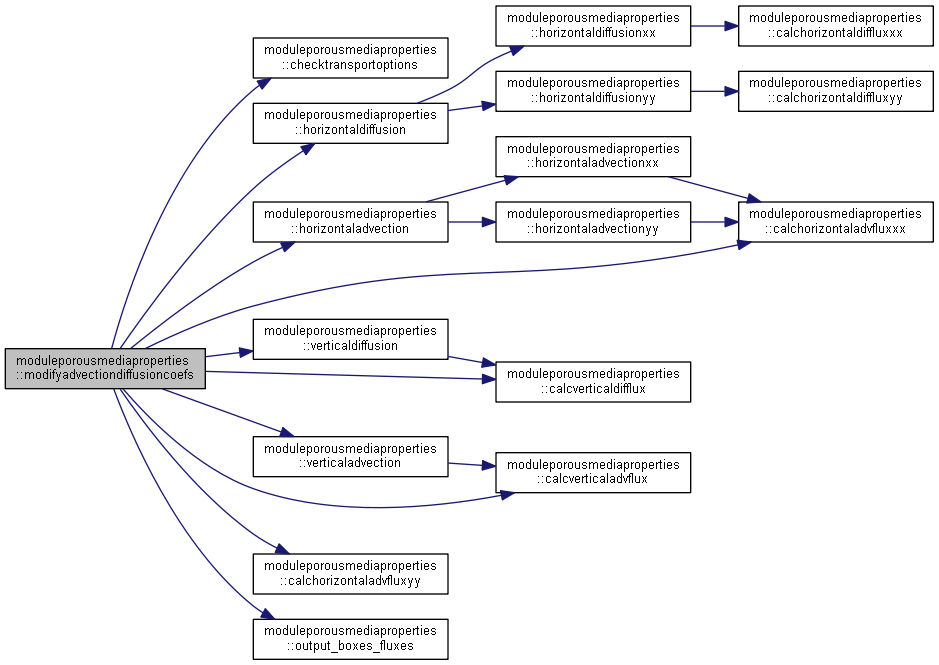 moduleporousmediaproperties
::modifyadvectiondiffusioncoefs
moduleporousmediaproperties
::checktransportoptions
moduleporousmediaproperties
::horizontaldiffusion
moduleporousmediaproperties
::horizontaldiffusionxx
moduleporousmediaproperties
::calchorizontaldiffluxxx
moduleporousmediaproperties
::horizontaldiffusionyy
moduleporousmediaproperties
::calchorizontaldiffluxyy
moduleporousmediaproperties
::horizontaladvection
moduleporousmediaproperties
::horizontaladvectionxx
moduleporousmediaproperties
::horizontaladvectionyy
moduleporousmediaproperties
::calchorizontaladvfluxxx
moduleporousmediaproperties
::verticaldiffusion
moduleporousmediaproperties
::calcverticaldifflux
moduleporousmediaproperties
::verticaladvection
moduleporousmediaproperties
::calcverticaladvflux
moduleporousmediaproperties
::calchorizontaladvfluxyy
moduleporousmediaproperties
::output_boxes_fluxes